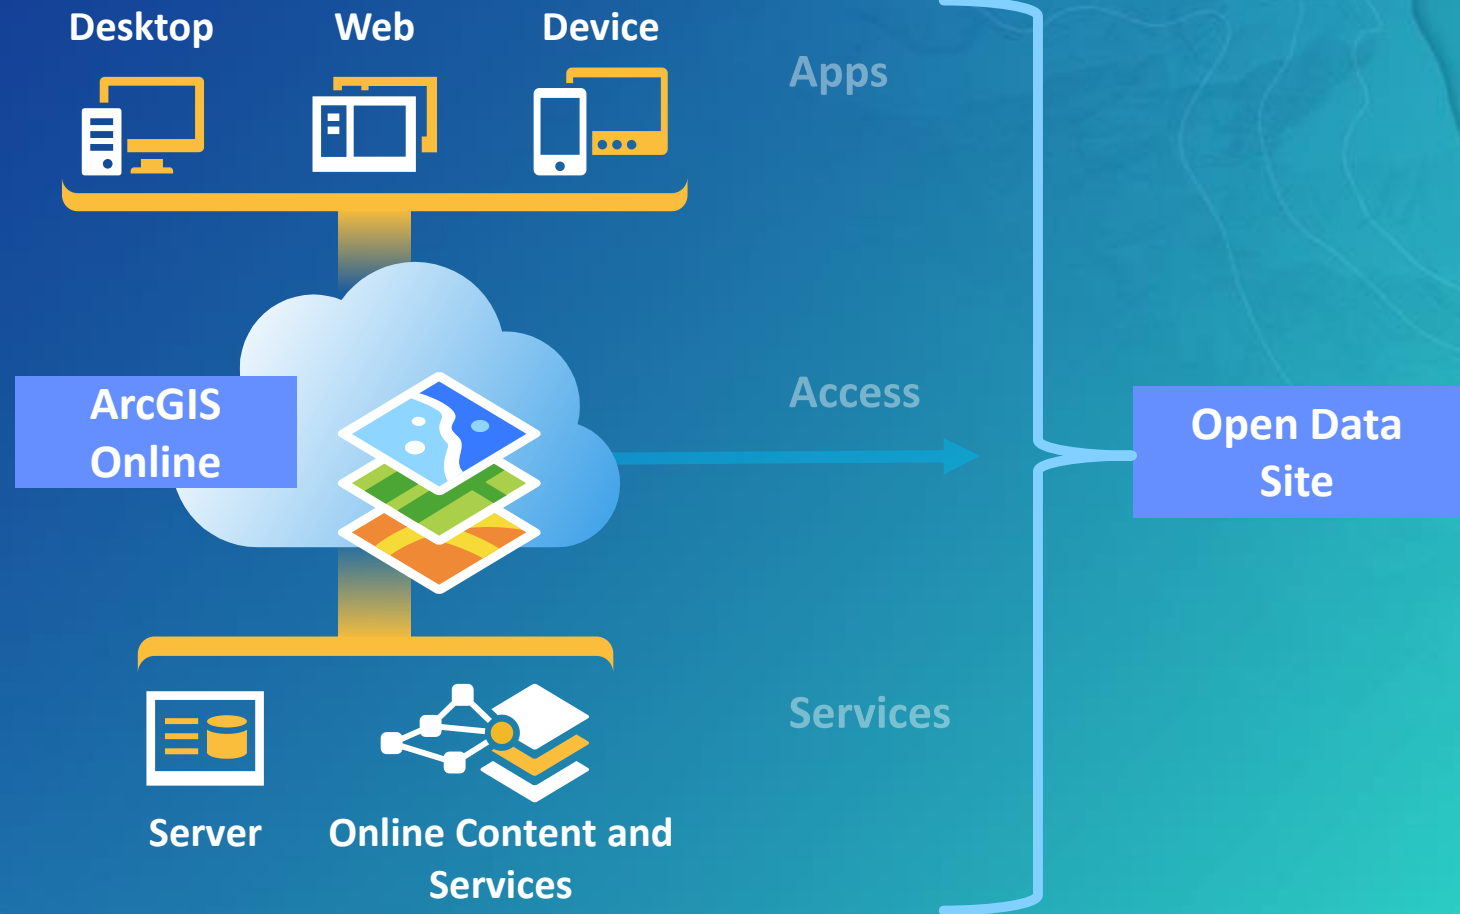 Desktop
Web
Device
Apps
ArcGIS
Online
Access
Open Data
Site
Services
Server
Online Content and
Services